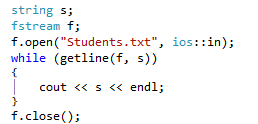 string s;
fstream f;
f.open("Students.txt", ios::in);
while (getline(f, s))
{
    cout << s << endl;
}
f.close();